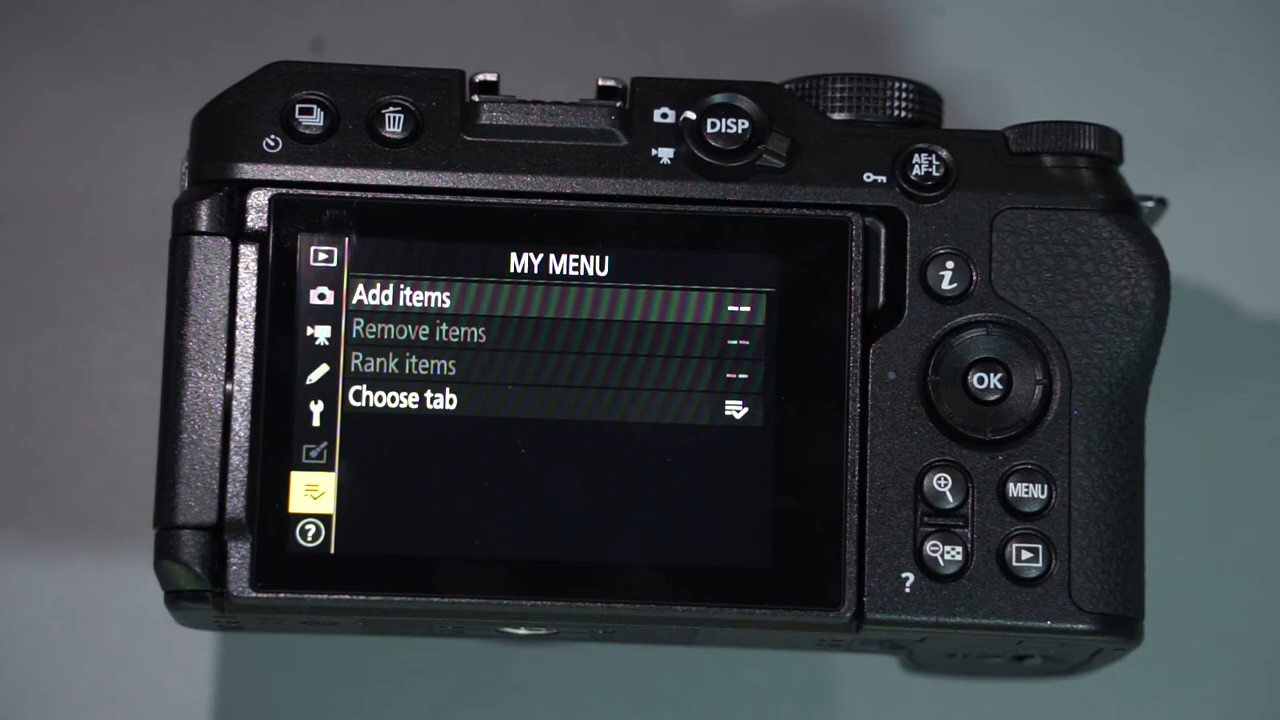 DISP
AE-L
AF-L
MY MENU
Add items
--
Remove items
--
Rank items
--
Choose tab
i
OK
MENU
?
?